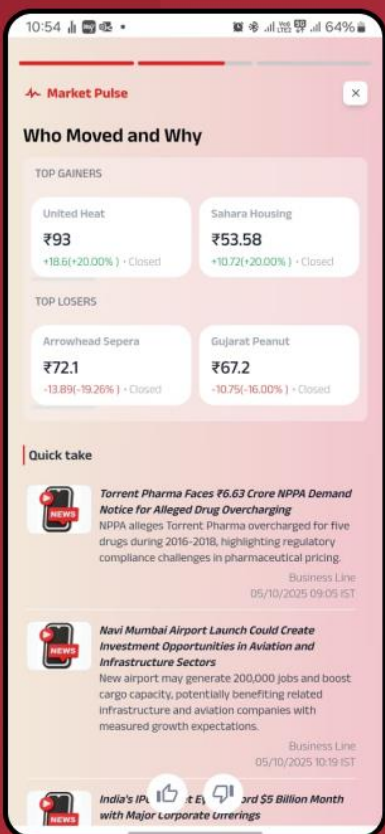 10:54
64%
Market Pulse
Who Moved and Why
TOP GAINERS
United Heat
Sahara Housing
₹93
₹53.58
+18.6(+20.00% ) • Closed
+10.72(+20.00% ) • Closed
TOP LOSERS
Arrowhead Sepera
Gujarat Peanut
₹72.1
₹67.2
-13.89(-19.26% ) • Closed
-10.75(-16.00% ) • Closed
Quick take
NEWS
Torrent Pharma Faces ₹6.63 Crore NPPA Demand
Notice for Alleged Drug Overcharging
NPPA alleges Torrent Pharma overcharged for five
drugs during 2016-2018, highlighting regulatory
compliance challenges in pharmaceutical pricing.
Business Line
05/10/2025 09:05 IST
NEWS
Navi Mumbai Airport Launch Could Create
Investment Opportunities in Aviation and
Infrastructure Sectors
New airport may generate 200,000 jobs and boost
cargo capacity, potentially benefiting related
infrastructure and aviation companies with
measured growth expectations.
Business Line
05/10/2025 10:19 IST
NEWS
India's $5 Billion Month
with Major Corporate Offerings